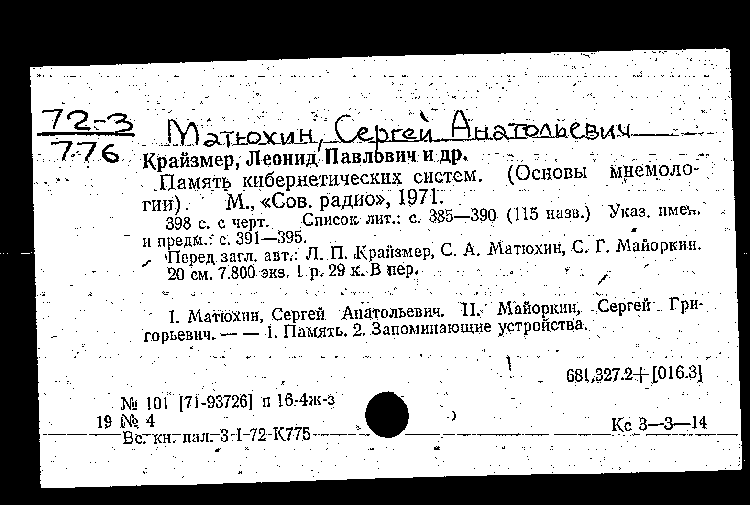 72-3
776
Матюхин, Сергей Анатольевич
Крайзмер, Леонид Павлович и др.
Память кибернетических систем. (Основы мнемоло-
гии). М., «Сов. радио», 1971.
398 с. с черт. Список лит.: с. 385—390 (115 назв.) Указ. имен.
и предм.: с. 391—395.
Перед загл. авт.: Л. П. Крайзмер, С. А. Матюхин, С. Г. Майоркин.
20 см. 7.800 экз. 1 р. 29 к. В пер.
I. Матюхин, Сергей Анатольевич. II. Майоркин, Сергей Гри-
горьевич. — — 1. Память. 2. Запоминающие устройства.
681.327.2+[016.3]
№ 101 [71-93726] п 16-4ж-3
19 № 4
Вс. кн. пал. 3-I-72-К775
Кс 3—3—14